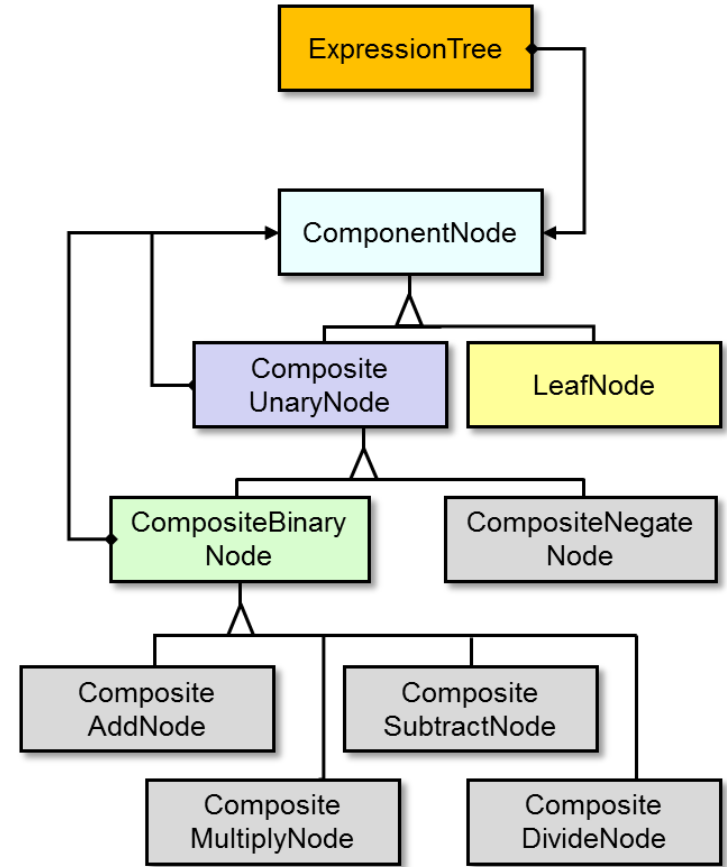 ExpressionTree
ComponentNode
Composite
UnaryNode
LeafNode
CompositeBinary
Node
CompositeNegate
Node
Composite
AddNode
Composite
SubtractNode
Composite
MultiplyNode
Composite
DivideNode